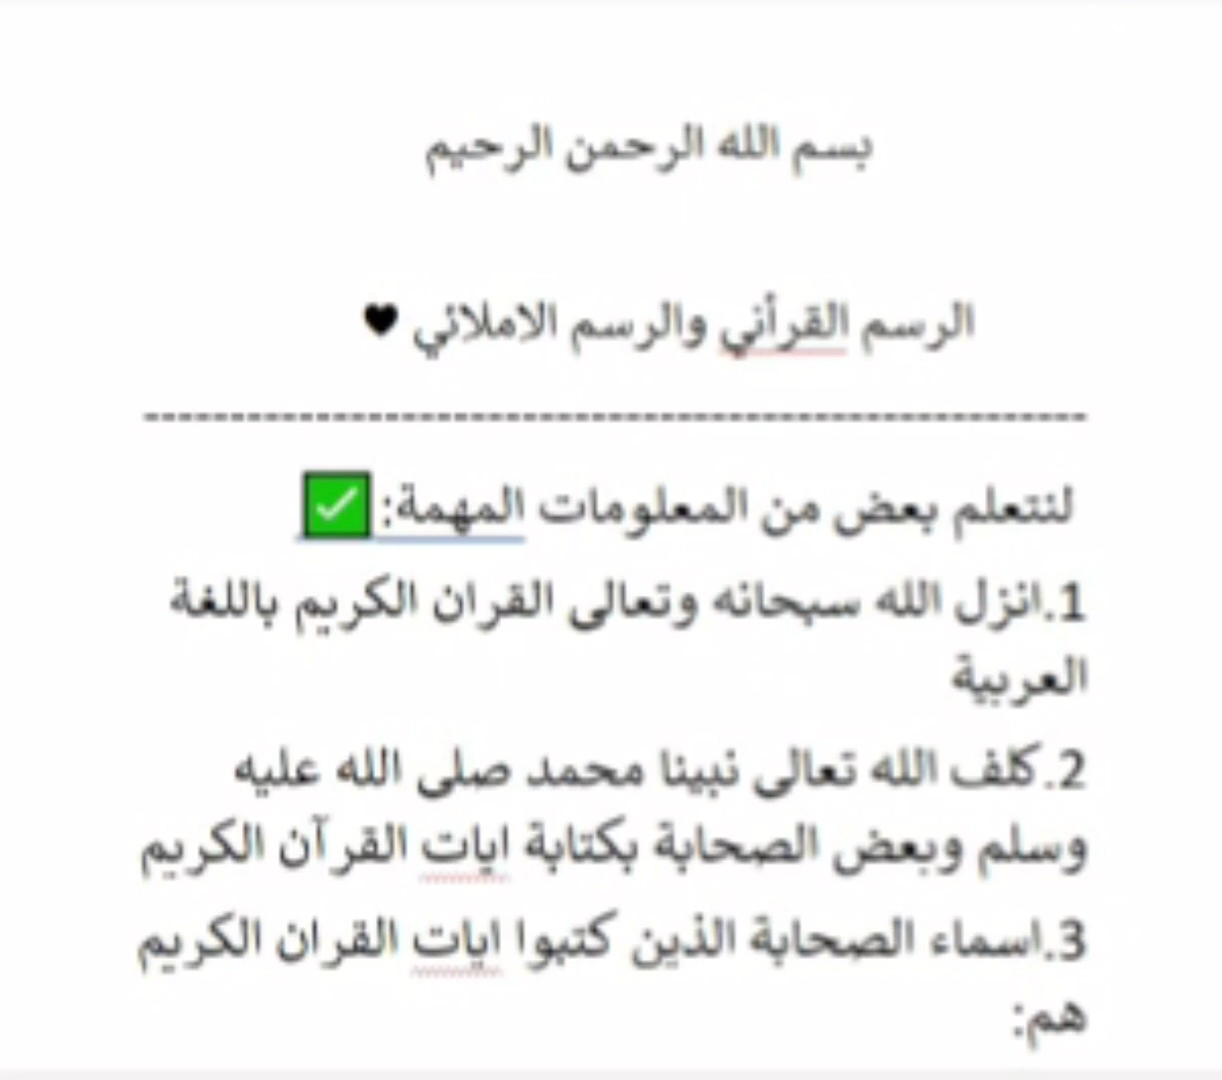 بسم الله الرحمن الرحيم
الرسم القرأني والرسم الاملائي ♥
--------------------------------------------------------
لنتعلم بعض من المعلومات المهمة: ✅
1.انزل الله سبحانه وتعالى القران الكريم باللغة
العربية
2.كلف الله تعالى نبينا محمد صلى الله عليه
وسلم وبعض الصحابة بكتابة ايات القرآن الكريم
3.اسماء الصحابة الذين كتبوا ايات القران الكريم
هم: